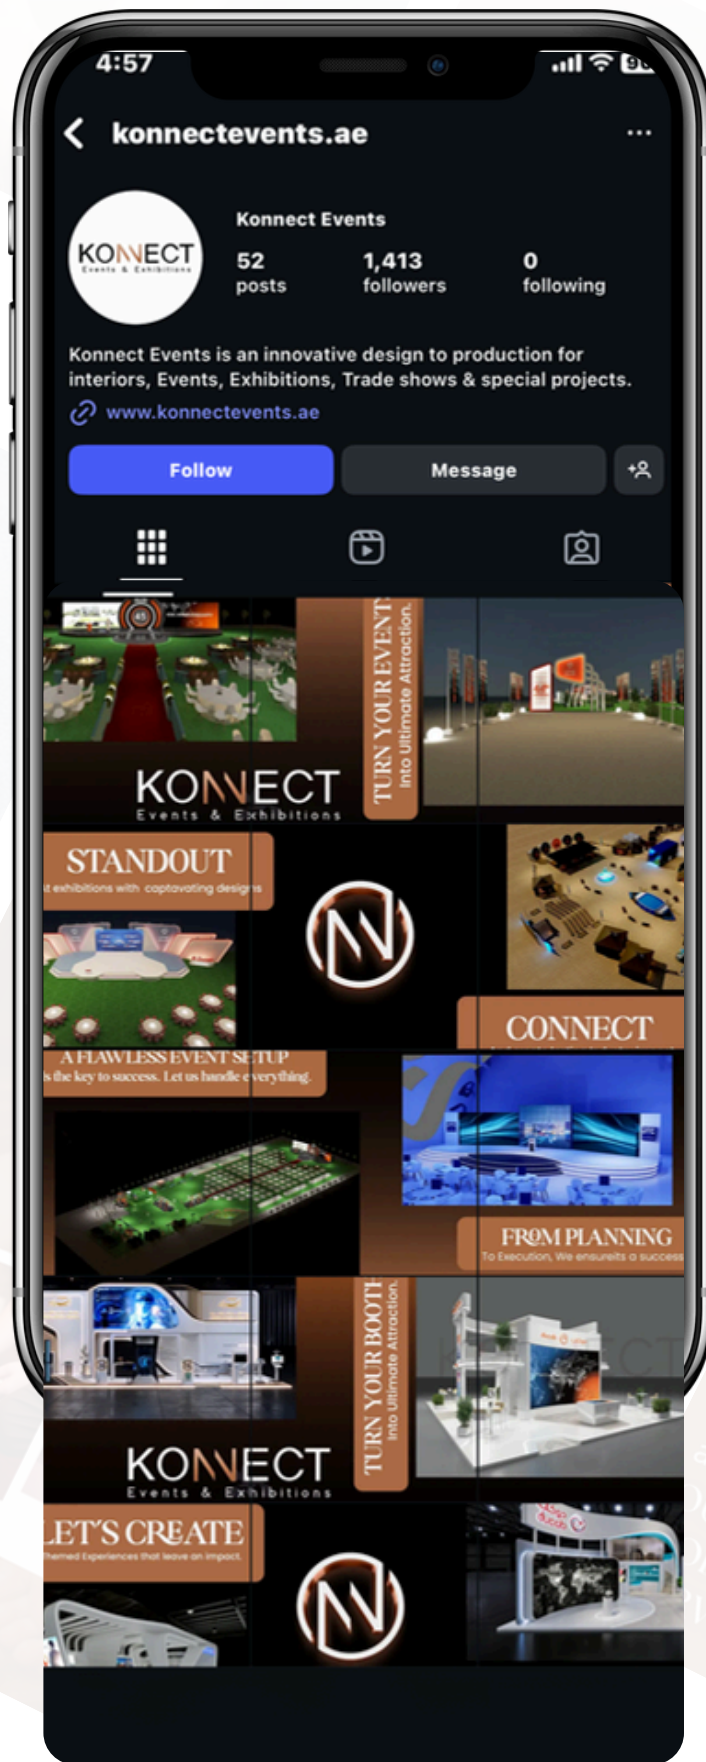 4:57
konnectevents.ae
KONNECT
Events & Exhibitions
Konnect Events
52
posts
1,413
followers
0
following
Konnect Events is an innovative design to production for
interiors, Events, Exhibitions, Trade shows & special projects.
www.konnectevents.ae
Follow
Message
45
TURN YOUR EVENT
Into Ultimate Attraction.
KONNECT
Events & Exhibitions
STANDOUT
exhibitions with captavating designs
CONNECT
A FLAWLESS EVENT SETUP
s the key to success. Let us handle everything.
FROM PLANNING
To Execution, We ensureits a success
TURN YOUR BOOTH
Into Ultimate Attraction.
KONNECT
Events & Exhibitions
LET'S CREATE
Themed Experiences that leave on impact.